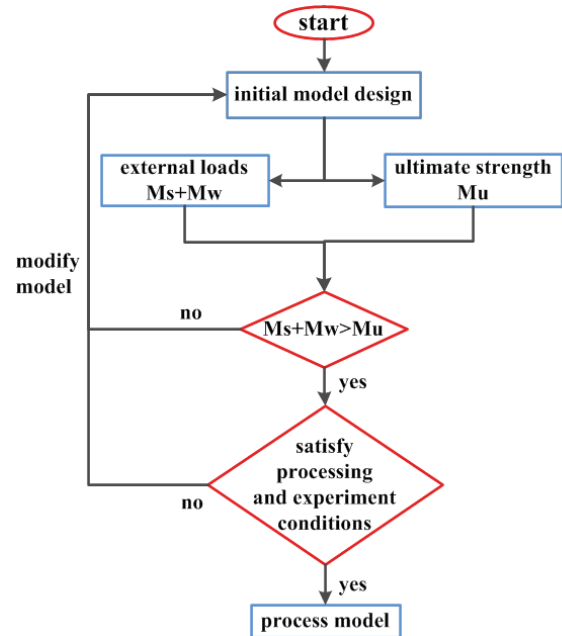 start
initial model design
external loads
Ms+Mw
ultimate strength
Mu
modify
model
no
Ms+Mw>Mu
yes
satisfy
processing
and experiment
conditions
no
yes
process model